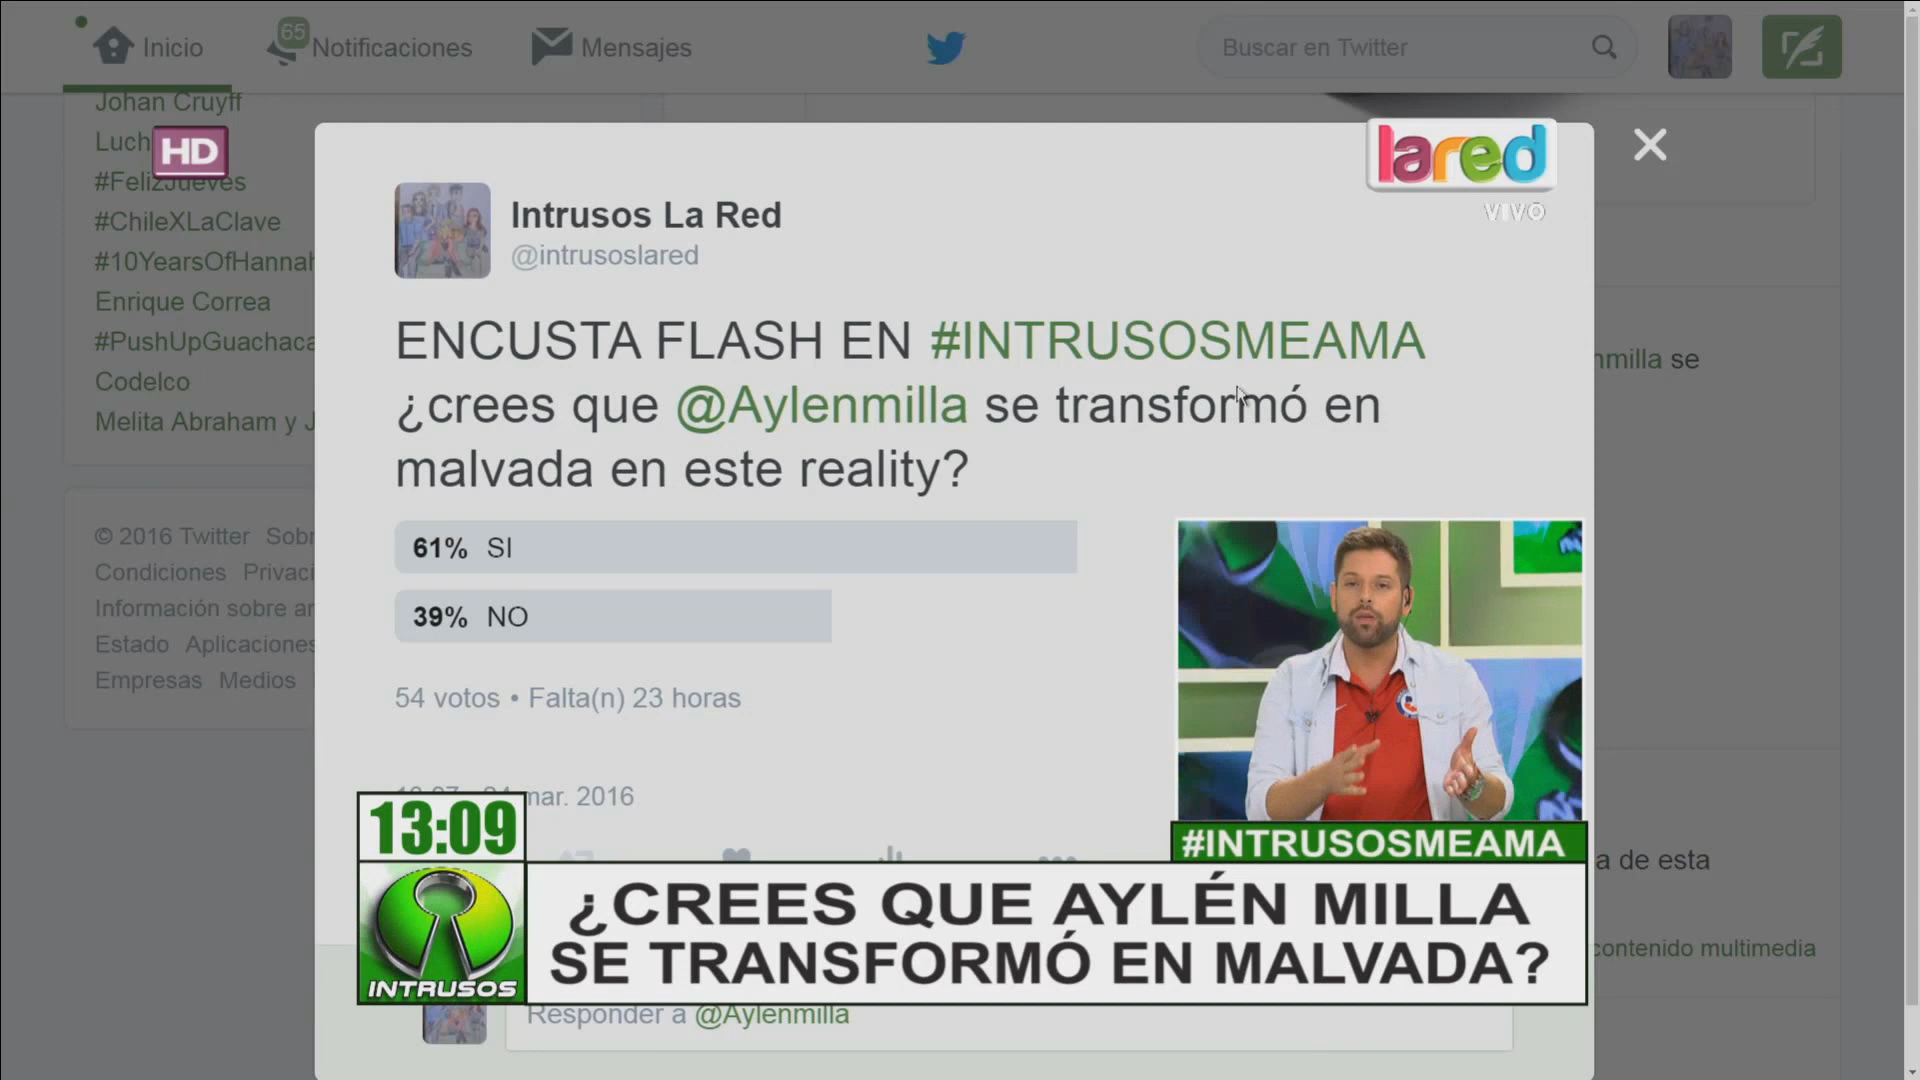 Inicio
65
Notificaciones
Mensajes
Buscar en Twitter
Johan Cruyff
Luch
HD
#FelizJueves
#ChileXLaClave
#10YearsOfHannah
Enrique Correa
#PushUpGuachaca
Codelco
Melita Abraham y J
lared
VIVO
Intrusos La Red
@intrusoslared
ENCUSTA FLASH EN #INTRUSOSMEAMA
¿crees que @Aylenmilla se transformó en
malvada en este reality?
61% SI
39% NO
54 votos • Falta(n) 23 horas
mar. 2016
© 2016 Twitter Sobr
Condiciones Privaci
Información sobre an
Estado Aplicaciones
Empresas Medios
nmilla se
a de esta
contenido multimedia
13:09
INTRUSOS
#INTRUSOSMEAMA
¿CREES QUE AYLÉN MILLA
SE TRANSFORMÓ EN MALVADA?
Responder a @Aylenmilla